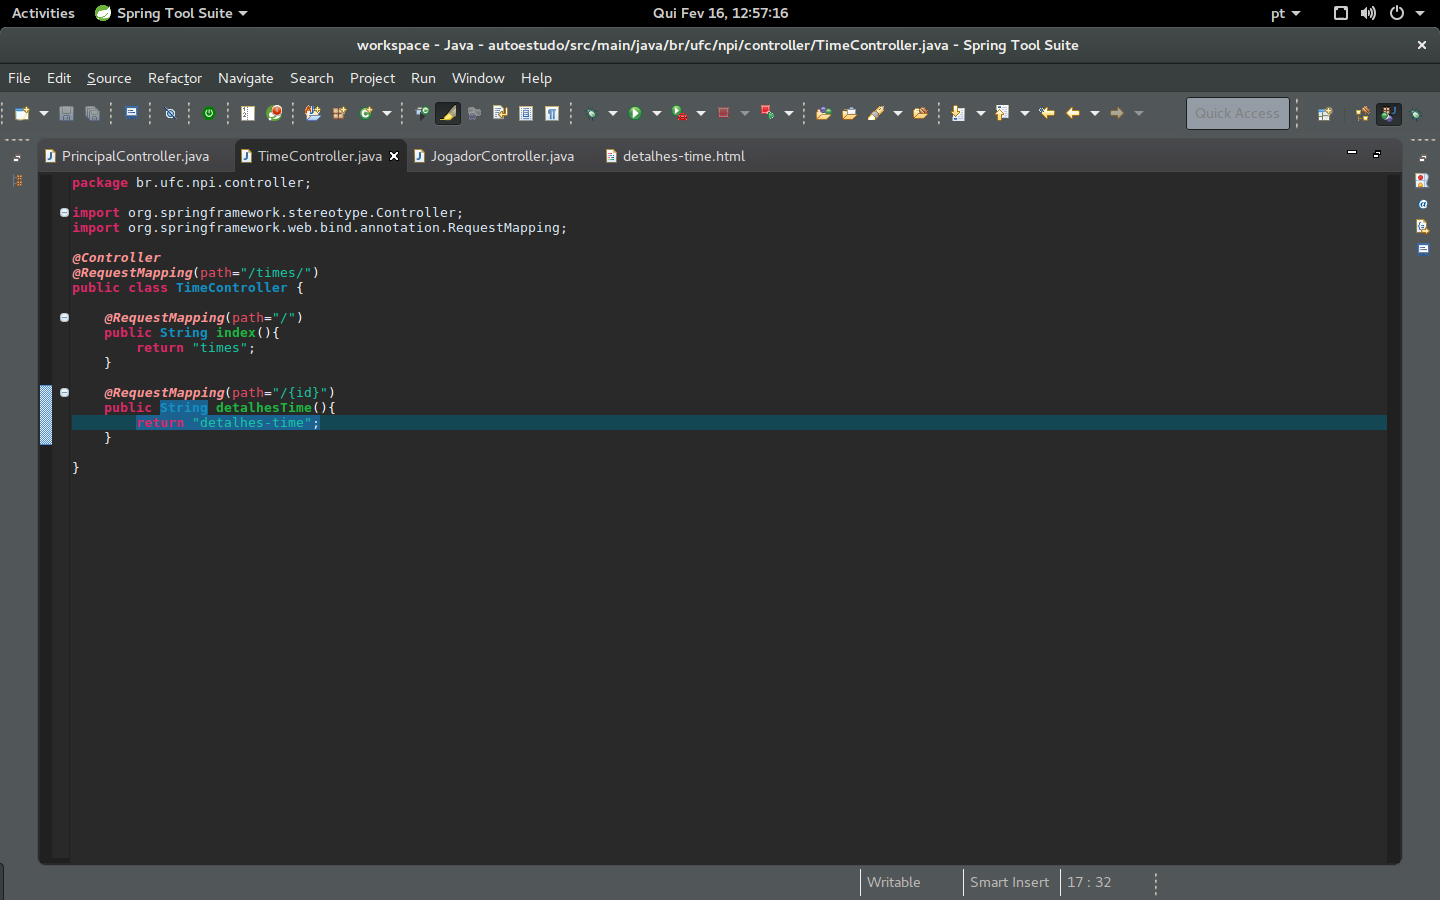 Activities Spring Tool Suite Qui Fev 16, 12:57:16 pt
workspace - Java - autoestudo/src/main/java/br/ufc/npi/controller/TimeController.java - Spring Tool Suite
File Edit Source Refactor Navigate Search Project Run Window Help
Quick Access
PrincipalController.java TimeController.java JogadorController.java detalhes-time.html
package br.ufc.npi.controller;
import org.springframework.stereotype.Controller;
import org.springframework.web.bind.annotation.RequestMapping;
@Controller
@RequestMapping(path="/times/")
public class TimeController {
@RequestMapping(path="/")
public String index(){
return "times";
}
@RequestMapping(path="/{id}")
public String detalhesTime(){
return "detalhes-time";
}
}
Writable Smart Insert 17 : 32